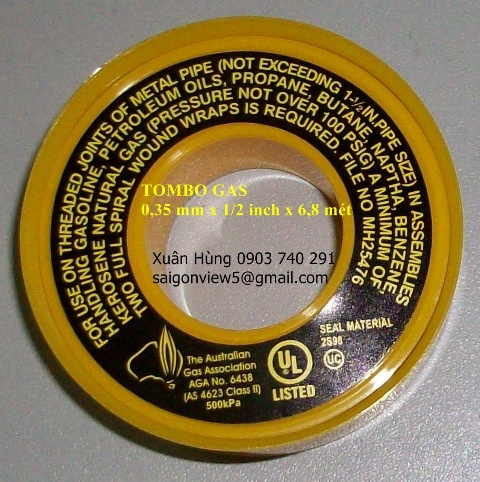 FOR USE ON THREADED JOINTS OF METAL PIPE (NOT EXCEEDING 1-1/2 IN.PIPE SIZE) IN ASSEMBLIES
HANDLING GASOLINE, PETROLEUM OILS, PROPANE, BUTANE, NAPTHA, BENZENE,
KEROSENE NATURAL GAS (PRESSURE NOT OVER 100 PSIG) A MINIMUM OF
TWO FULL SPIRAL WOUND WRAPS IS REQUIRED. FILE NO MH25476
TOMBO GAS
0,35 mm x 1/2 inch x 6,8 mét
Xuân Hùng 0903 740 291
saigonview5@gmail.com
The Australian
Gas Association
AGA No. 6438
(AS 4623 Class II)
500kPa
UL
LISTED
SEAL MATERIAL
2S98
UC